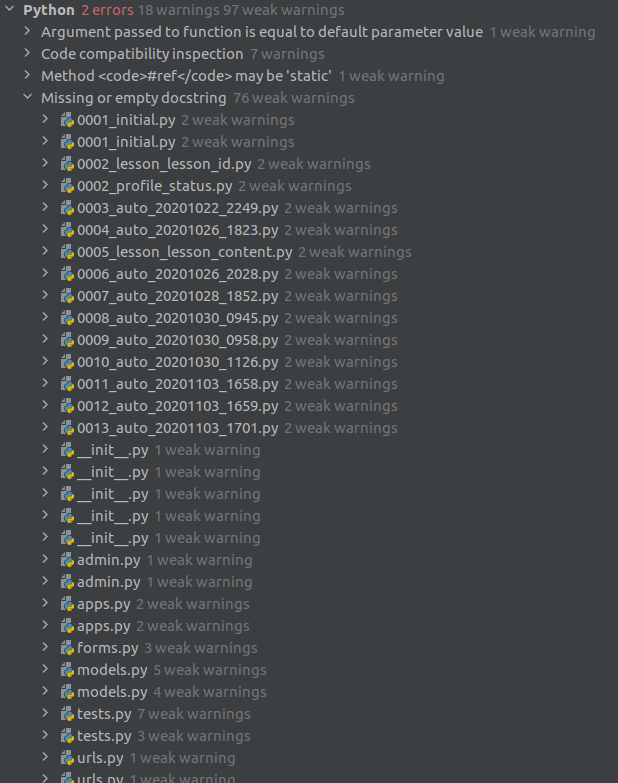 Python 2 errors 18 warnings 97 weak warnings
Argument passed to function is equal to default parameter value 1 weak warning
Code compatibility inspection 7 warnings
Method <code>#ref</code> may be 'static' 1 weak warning
Missing or empty docstring 76 weak warnings
0001_initial.py 2 weak warnings
0001_initial.py 2 weak warnings
0002_lesson_lesson_id.py 2 weak warnings
0002_profile_status.py 2 weak warnings
0003_auto_20201022_2249.py 2 weak warnings
0004_auto_20201026_1823.py 2 weak warnings
0005_lesson_lesson_content.py 2 weak warnings
0006_auto_20201026_2028.py 2 weak warnings
0007_auto_20201028_1852.py 2 weak warnings
0008_auto_20201030_0945.py 2 weak warnings
0009_auto_20201030_0958.py 2 weak warnings
0010_auto_20201030_1126.py 2 weak warnings
0011_auto_20201103_1658.py 2 weak warnings
0012_auto_20201103_1659.py 2 weak warnings
0013_auto_20201103_1701.py 2 weak warnings
__init__.py 1 weak warning
__init__.py 1 weak warning
__init__.py 1 weak warning
__init__.py 1 weak warning
__init__.py 1 weak warning
admin.py 1 weak warning
admin.py 1 weak warning
apps.py 2 weak warnings
apps.py 2 weak warnings
forms.py 3 weak warnings
models.py 5 weak warnings
models.py 4 weak warnings
tests.py 7 weak warnings
tests.py 3 weak warnings
urls.py 1 weak warning
urls.py 1 weak warning